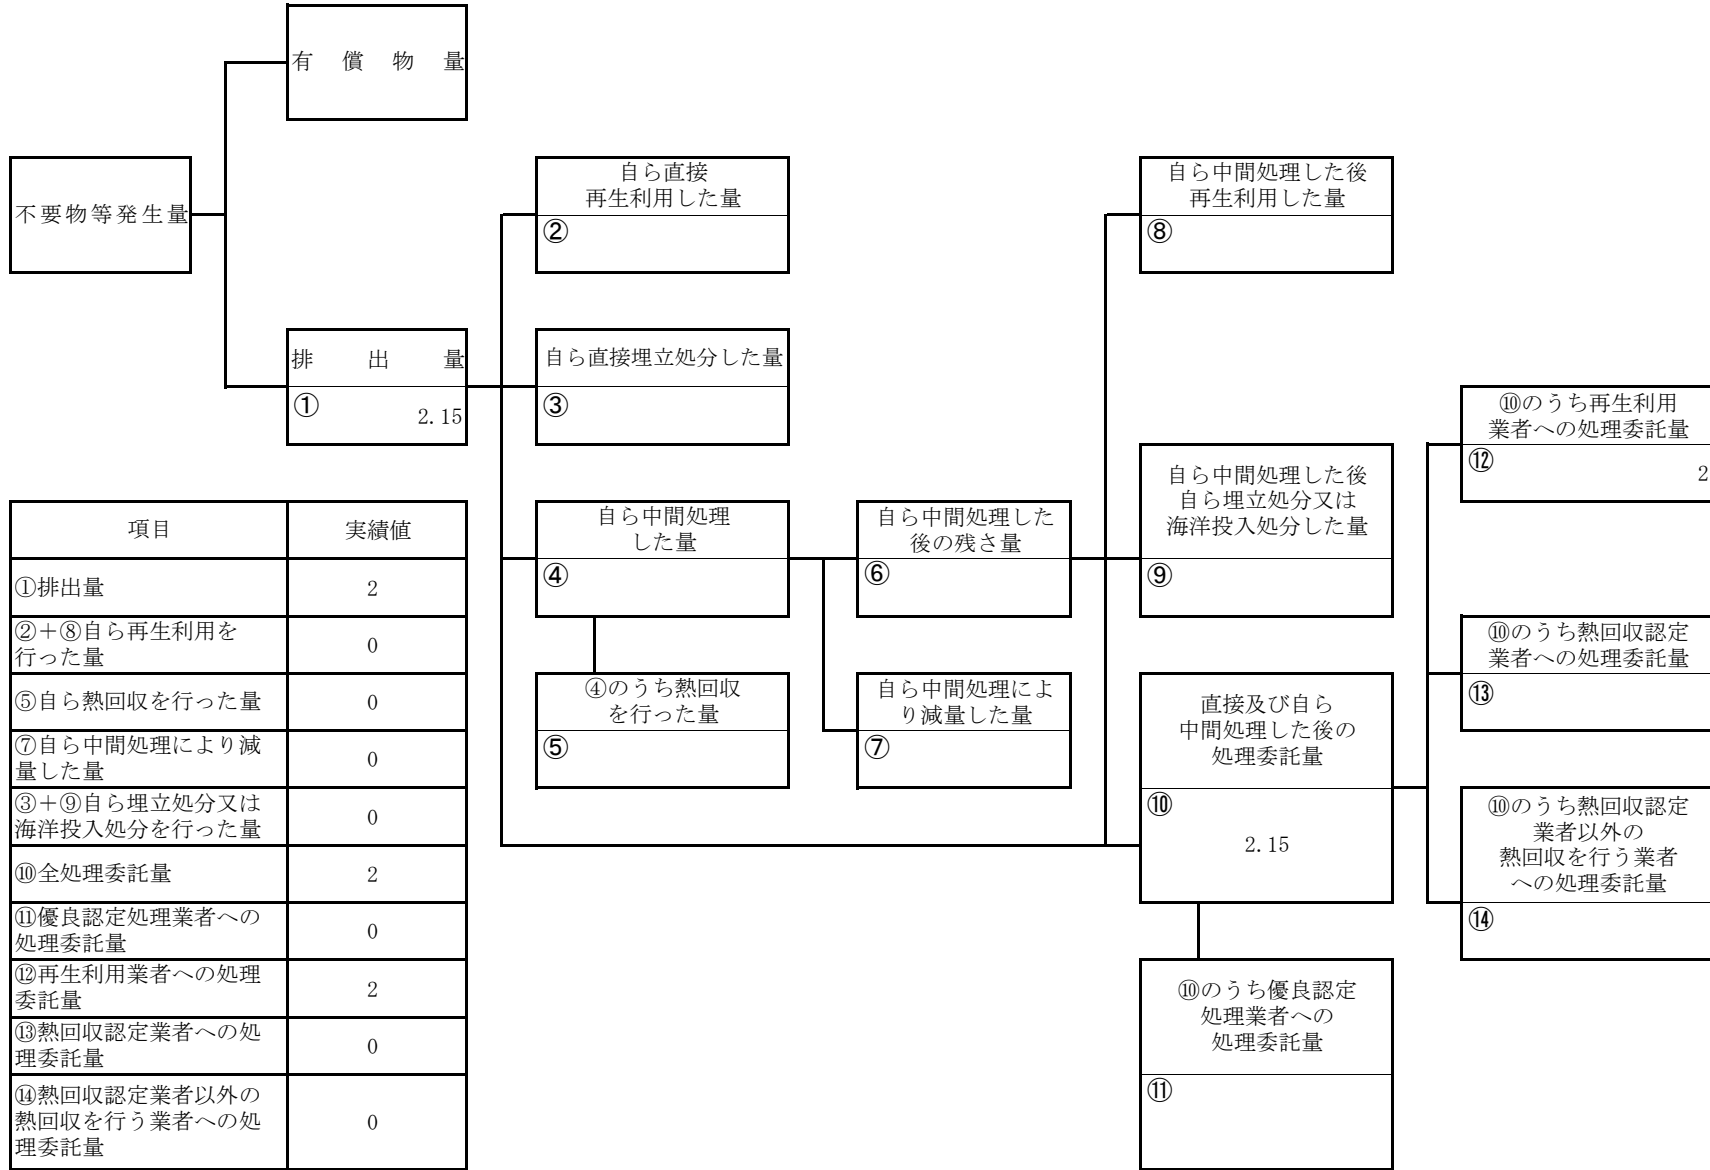 有償物量
不要物等発生量
自ら直接
再生利用した量
②
自ら中間処理した後
再生利用した量
⑧
排出量
①
2.15
自ら直接埋立処分した量
③
⑩のうち再生利用
業者への処理委託量
⑫
2
自ら中間処理した後
自ら埋立処分又は
海洋投入処分した量
⑨
自ら中間処理
した量
④
自ら中間処理した
後の残さ量
⑥
⑩のうち熱回収認定
業者への処理委託量
⑬
④のうち熱回収
を行った量
⑤
自ら中間処理によ
り減量した量
⑦
直接及び自ら
中間処理した後の
処理委託量
⑩
2.15
⑩のうち熱回収認定
業者以外の
熱回収を行う業者
への処理委託量
⑭
⑩のうち優良認定
処理業者への
処理委託量
⑪
項目 実績値
①排出量 2
②＋⑧自ら再生利用を
行った量 0
⑤自ら熱回収を行った量 0
⑦自ら中間処理により減
量した量 0
③＋⑨自ら埋立処分又は
海洋投入処分を行った量 0
⑩全処理委託量 2
⑪優良認定処理業者への
処理委託量 0
⑫再生利用業者への処理
委託量 2
⑬熱回収認定業者への処
理委託量 0
⑭熱回収認定業者以外の
熱回収を行う業者への処
理委託量 0